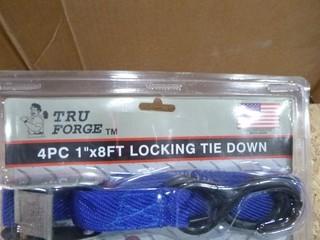 TRU
FORGE TM
4PC 1"x8FT LOCKING TIE DOWN